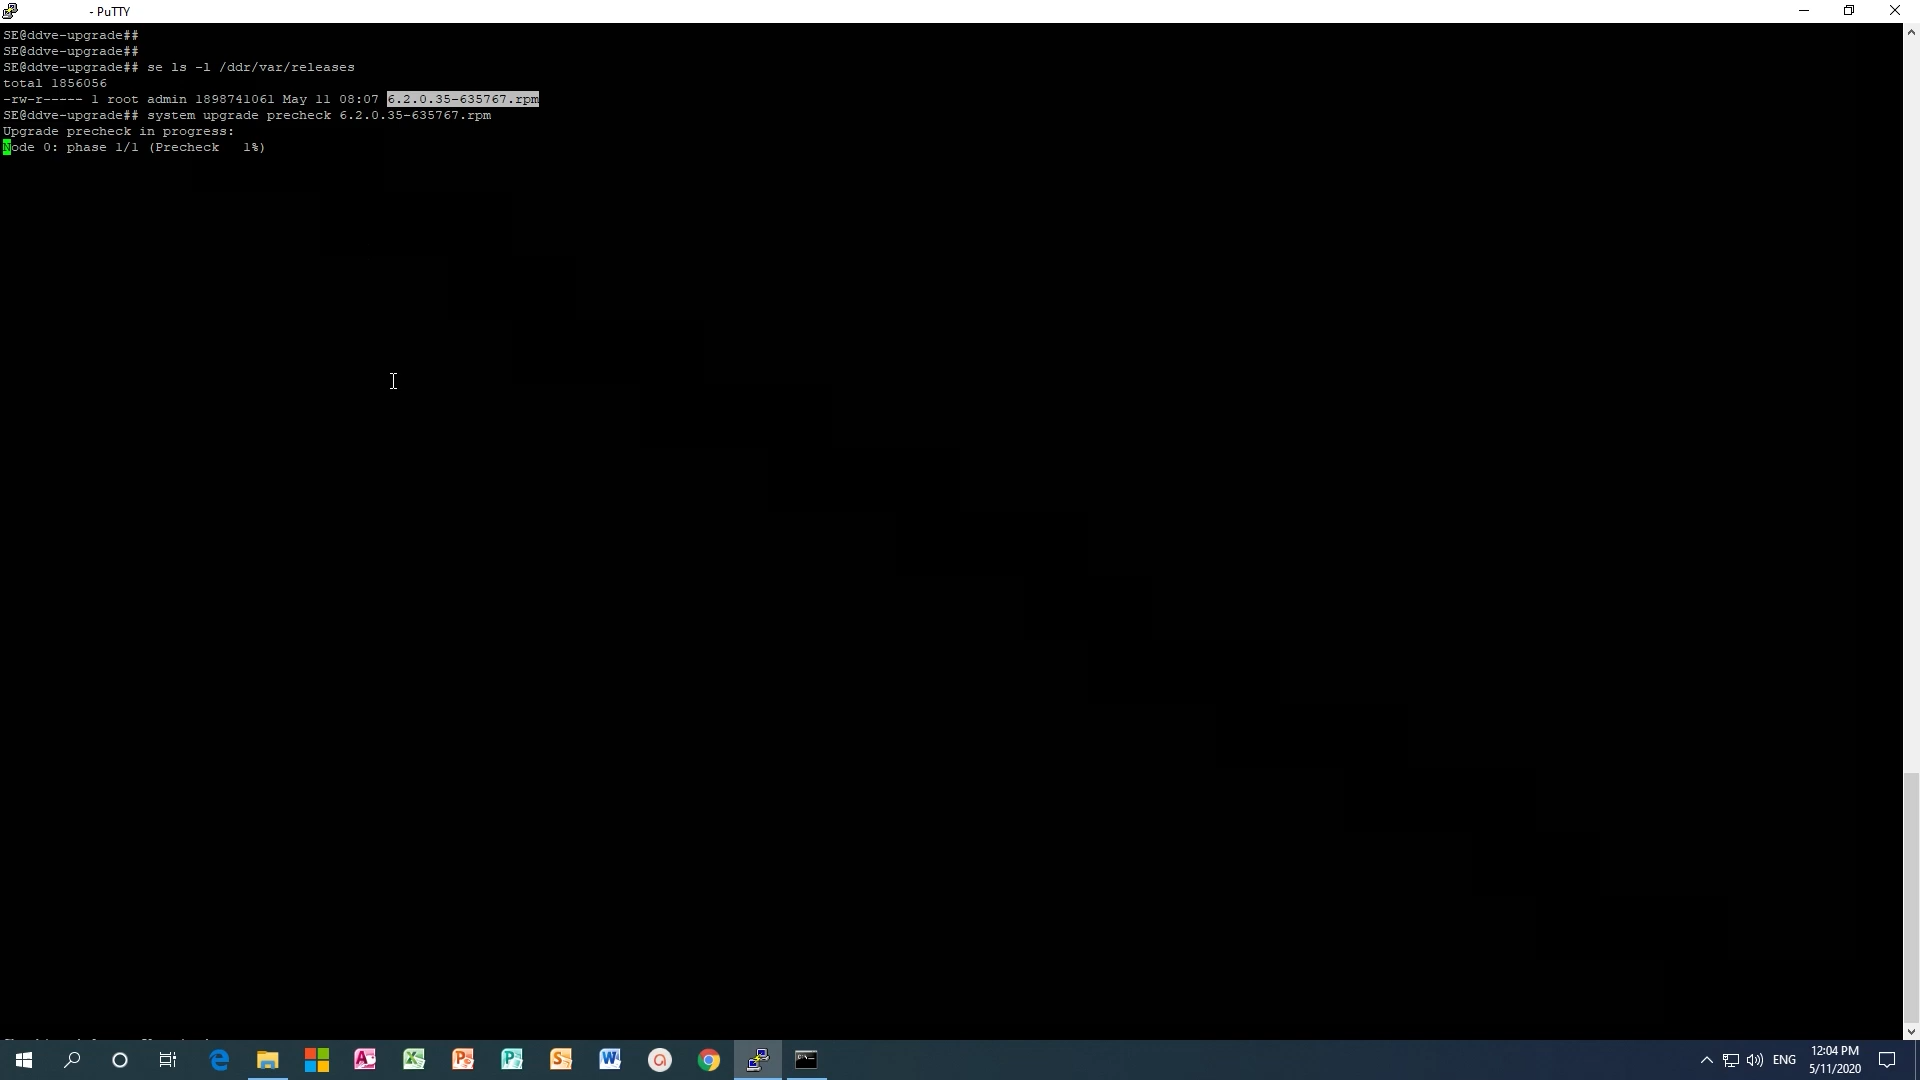 - PuTTY
SE@ddve-upgrade##
SE@ddve-upgrade##
SE@ddve-upgrade## se ls -l /ddr/var/releases
total 1856056
-rw-r----- 1 root admin 1898741061 May 11 08:07 6.2.0.35-635767.rpm
SE@ddve-upgrade## system upgrade precheck 6.2.0.35-635767.rpm
Upgrade precheck in progress:
Node 0: phase 1/1 (Precheck   1%)
ENG
12:04 PM
5/11/2020